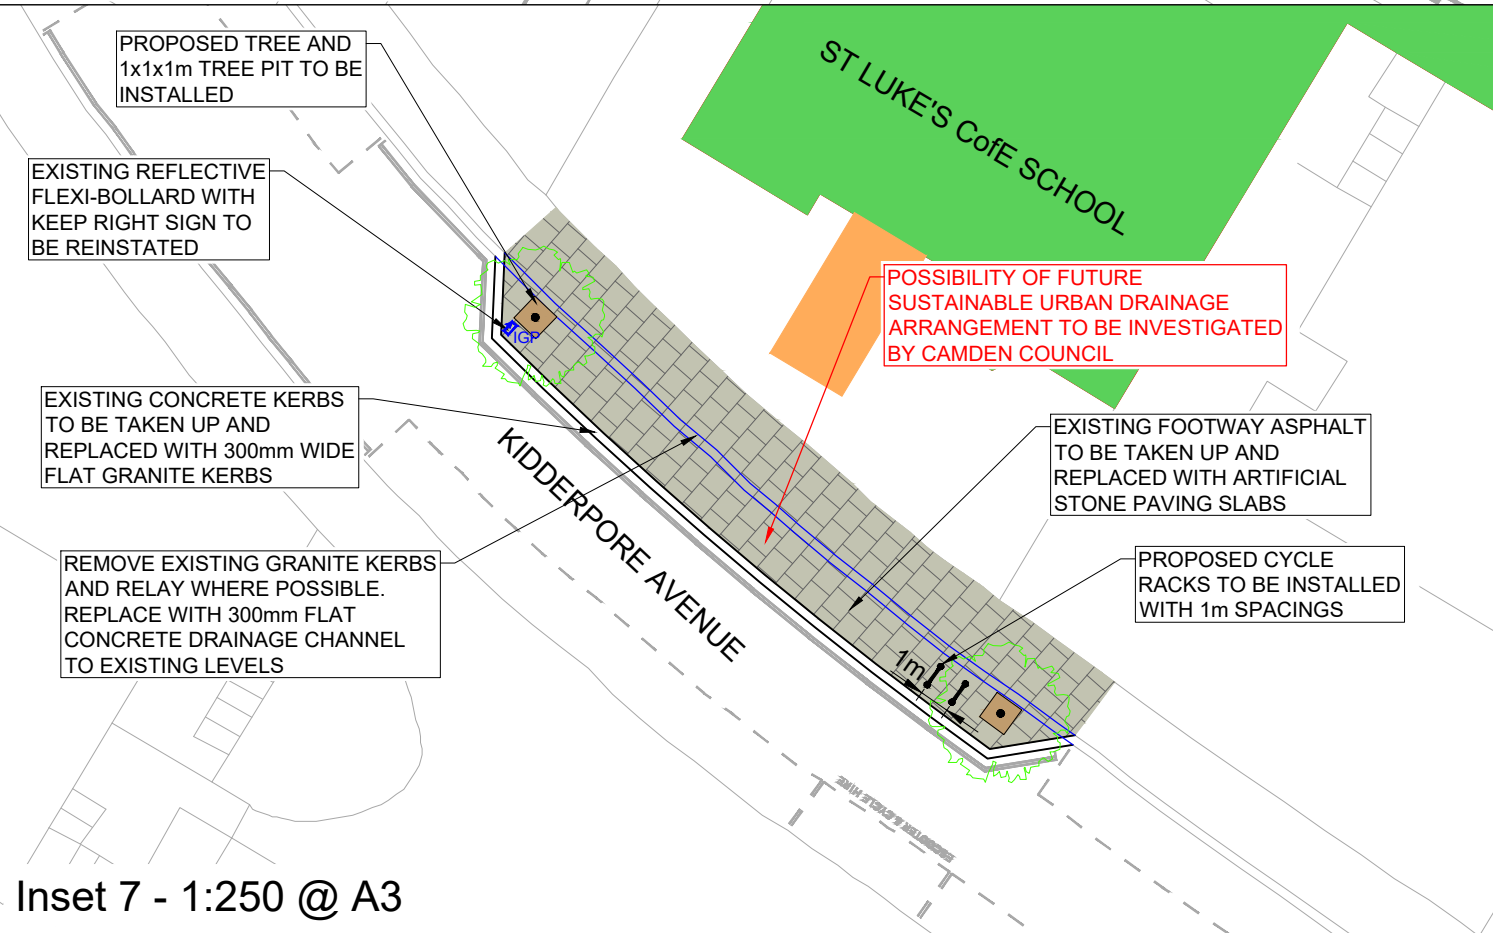 PROPOSED TREE AND
1x1x1m TREE PIT TO BE
INSTALLED
ST LUKE'S CofE SCHOOL
EXISTING REFLECTIVE
FLEXI-BOLLARD WITH
KEEP RIGHT SIGN TO
BE REINSTATED
POSSIBILITY OF FUTURE
SUSTAINABLE URBAN DRAINAGE
ARRANGEMENT TO BE INVESTIGATED
BY CAMDEN COUNCIL
IGP
EXISTING CONCRETE KERBS
TO BE TAKEN UP AND
REPLACED WITH 300mm WIDE
FLAT GRANITE KERBS
EXISTING FOOTWAY ASPHALT
TO BE TAKEN UP AND
REPLACED WITH ARTIFICIAL
STONE PAVING SLABS
KIDDERPORE AVENUE
REMOVE EXISTING GRANITE KERBS
AND RELAY WHERE POSSIBLE.
REPLACE WITH 300mm FLAT
CONCRETE DRAINAGE CHANNEL
TO EXISTING LEVELS
PROPOSED CYCLE
RACKS TO BE INSTALLED
WITH 1m SPACINGS
1m
Inset 7 - 1:250 @ A3